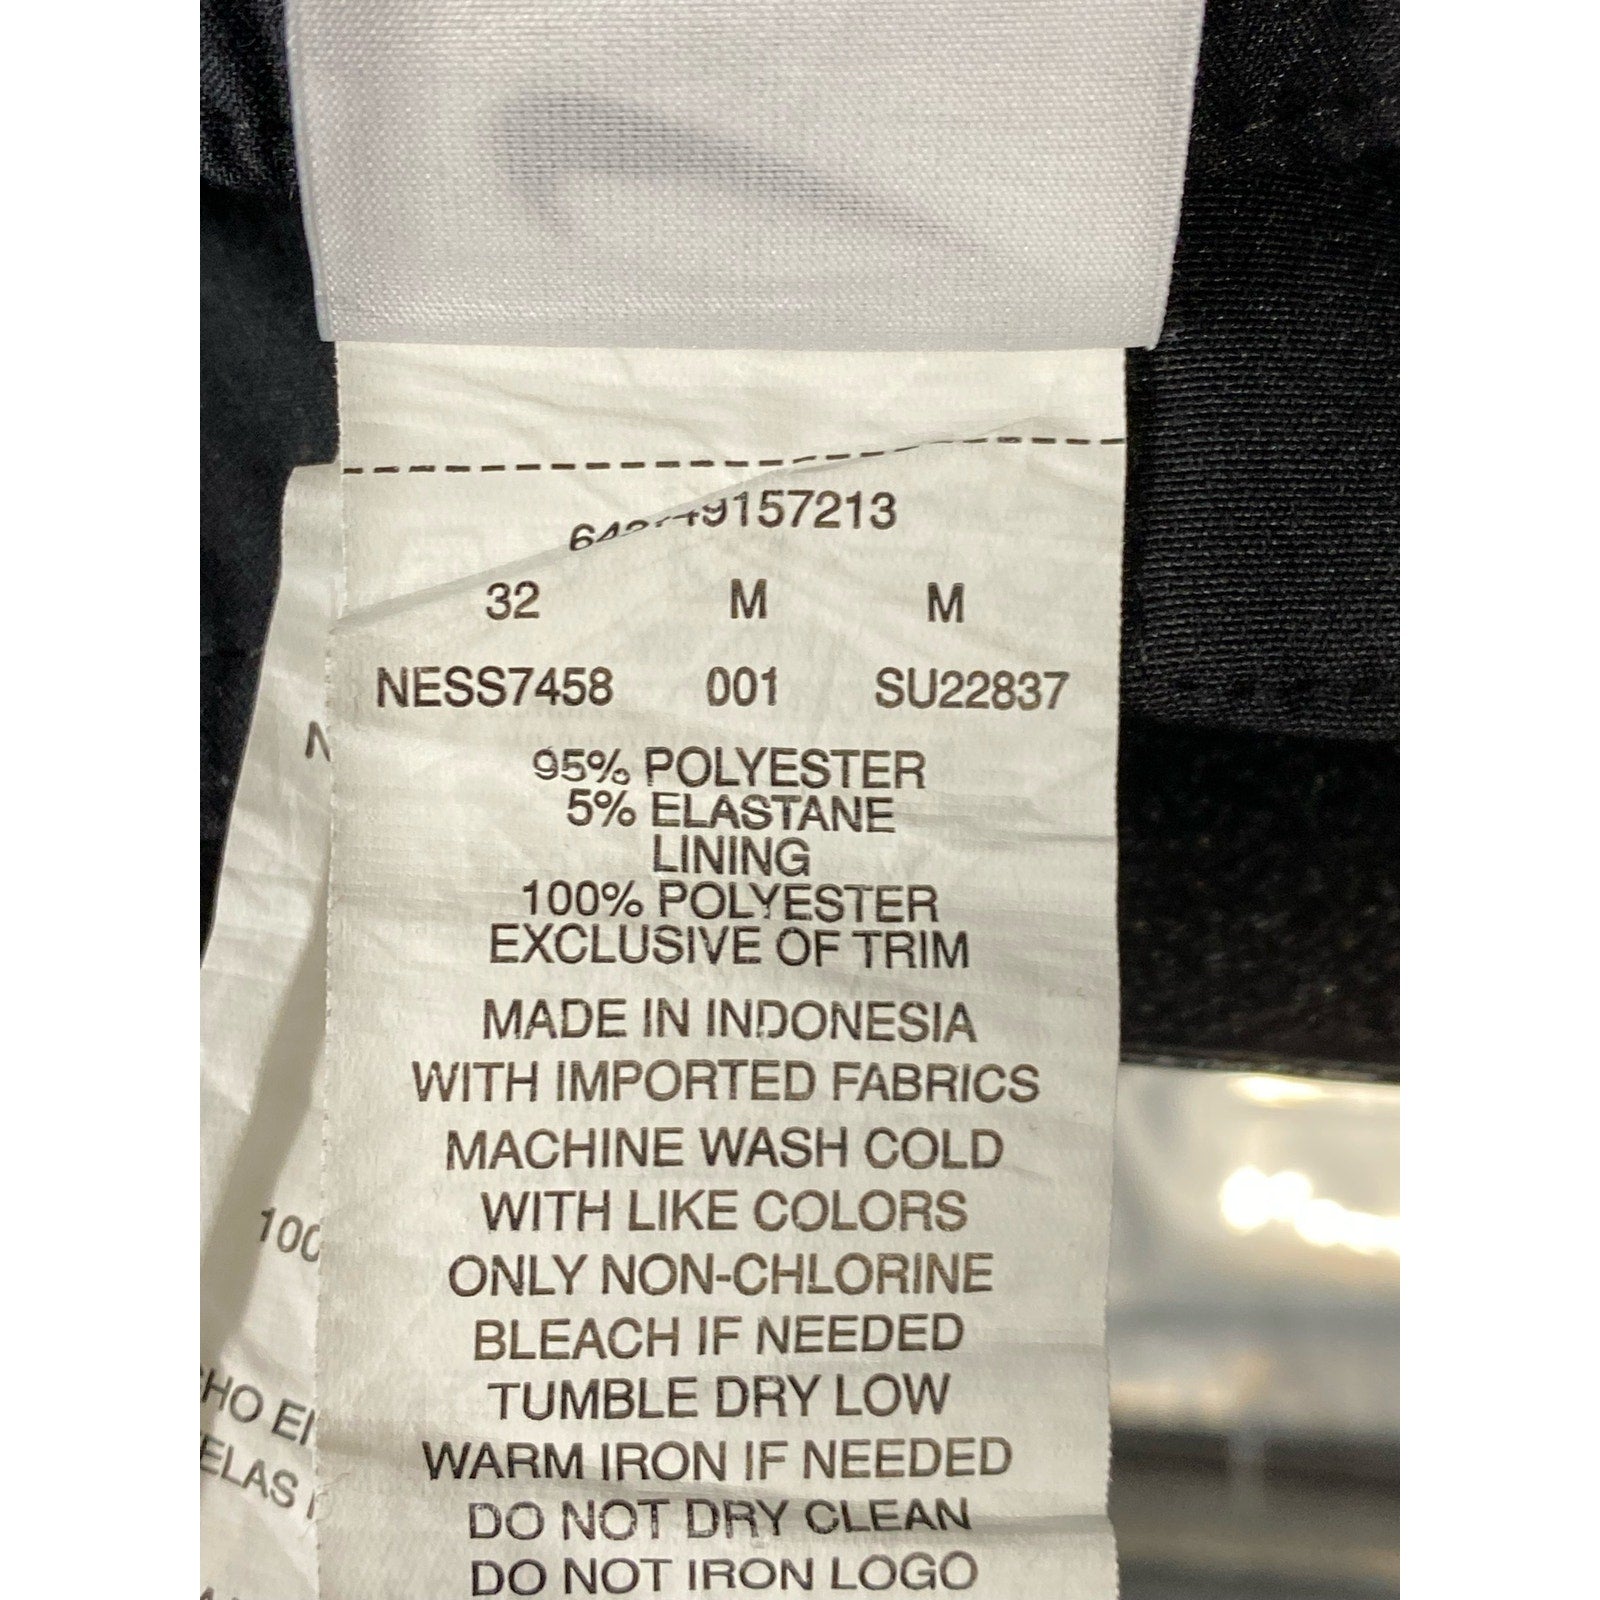 32 M M
NESS7458 001 SU22837
95% POLYESTER
5% ELASTANE
LINING
100% POLYESTER
EXCLUSIVE OF TRIM
MADE IN INDONESIA
WITH IMPORTED FABRICS
MACHINE WASH COLD
WITH LIKE COLORS
ONLY NON-CHLORINE
BLEACH IF NEEDED
TUMBLE DRY LOW
WARM IRON IF NEEDED
DO NOT DRY CLEAN
DO NOT IRON LOGO